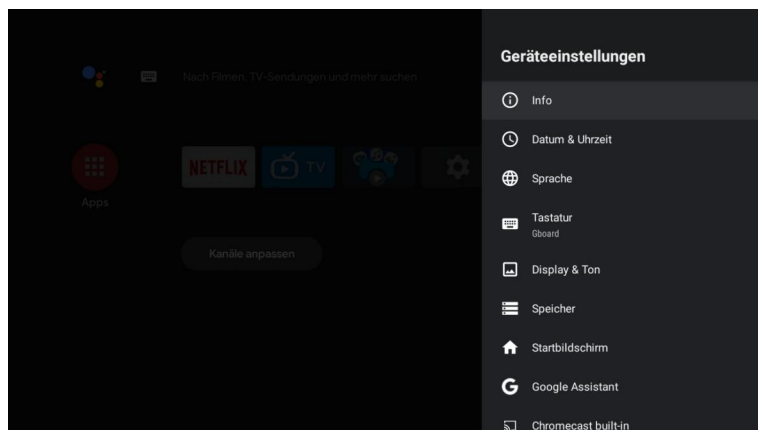 Geräteeinstellungen
Nach Filmen, TV-Sendungen und mehr suchen
Info
Datum & Uhrzeit
Sprache
NETFLIX
TV
Apps
Tastatur
Gboard
Kanäle anpassen
Display & Ton
Speicher
Startbildschirm
Google Assistant
Chromecast built-in